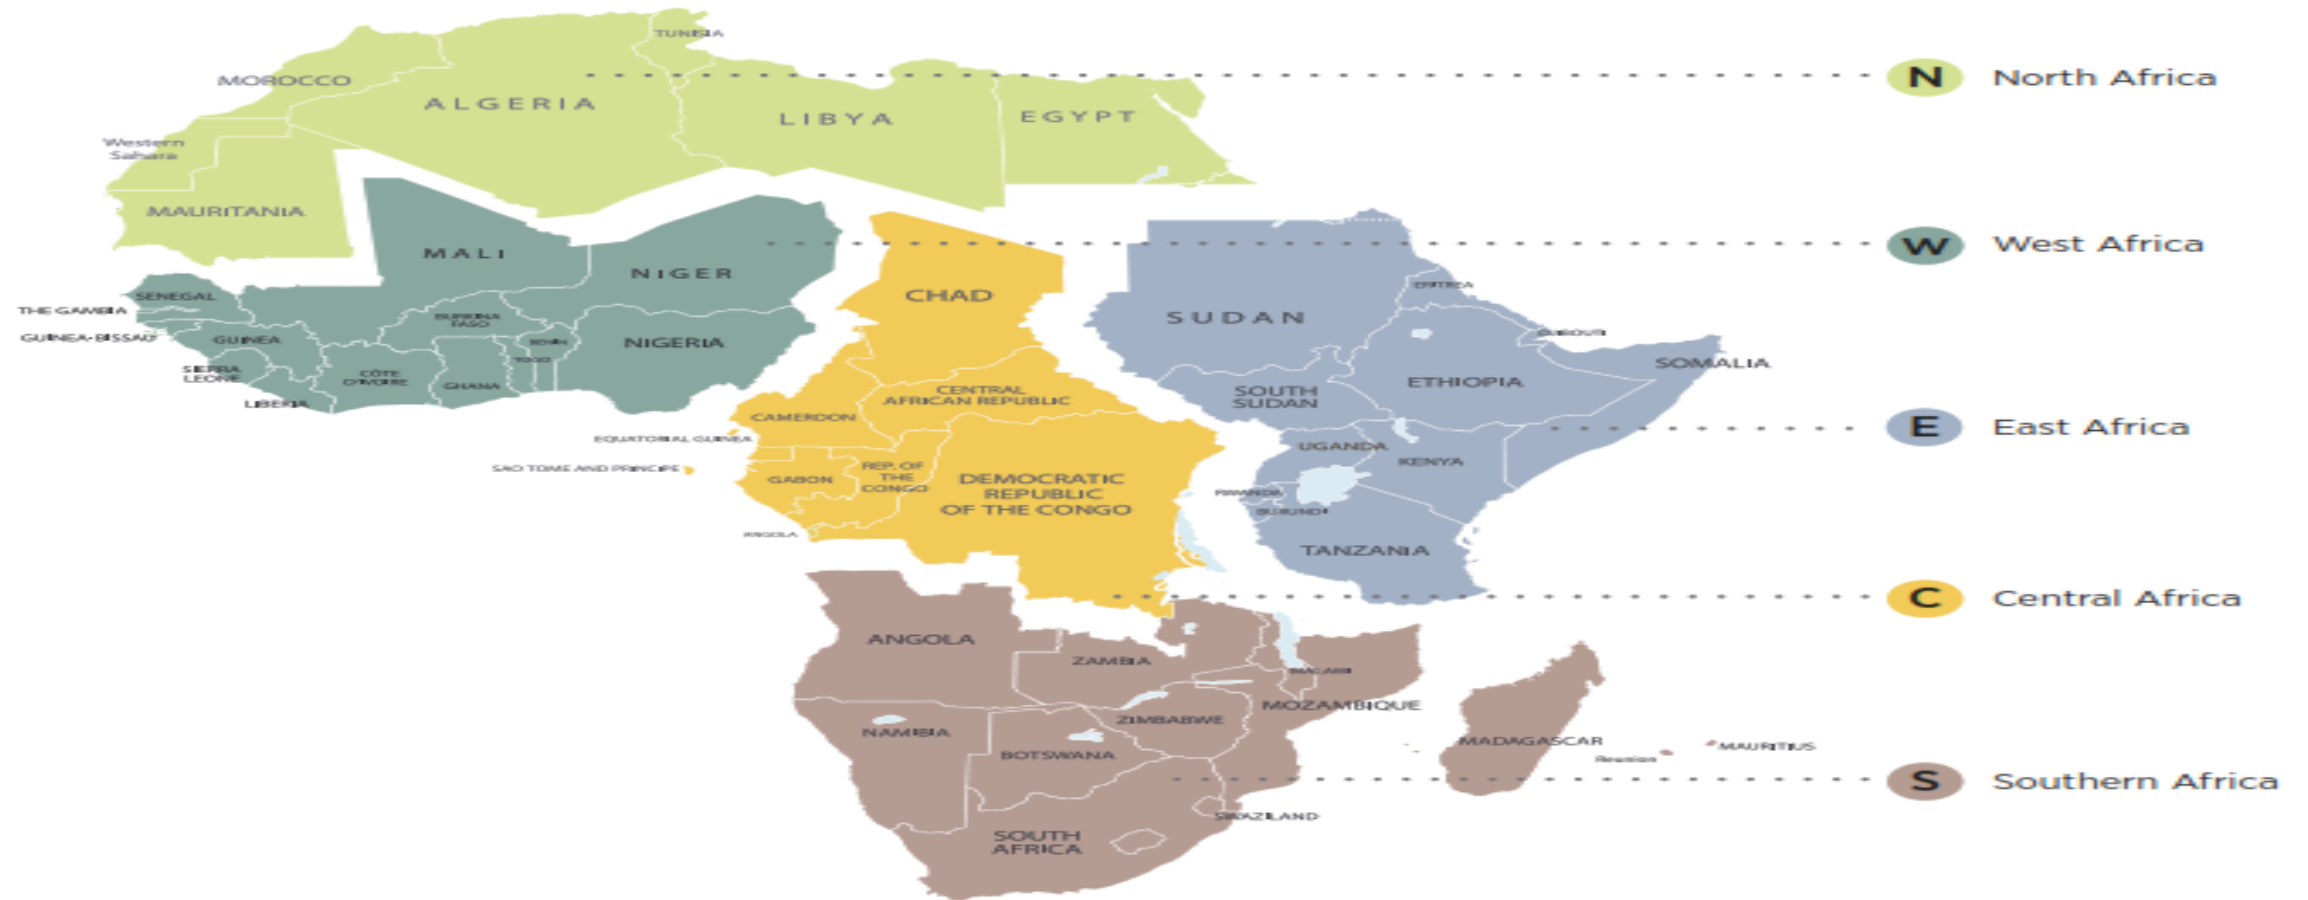 TUNISIA
MOROCCO
ALGERIA
LIBYA
EGYPT
Western
Sahara
MAURITANIA
N North Africa
MALI
NIGER
SENEGAL
THE GAMBIA
GUINEA-BISSAU
GUINEA
BURKINA
FASO
BENIN
TOGO
NIGERIA
SIERRA
LEONE
CÔTE
D'IVOIRE
GHANA
LIBERIA
W West Africa
CHAD
CENTRAL
AFRICAN REPUBLIC
CAMEROON
EQUATORIAL GUINEA
SAO TOME AND PRINCIPE
GABON
REP. OF
THE
CONGO
DEMOCRATIC
REPUBLIC
OF THE CONGO
ANGOLA
SUDAN
ERITREA
DJIBOUTI
SOMALIA
ETHIOPIA
SOUTH
SUDAN
UGANDA
KENYA
RWANDA
BURUNDI
TANZANIA
E East Africa
C Central Africa
ANGOLA
ZAMBIA
MALAWI
MOZAMBIQUE
ZIMBABWE
NAMIBIA
BOTSWANA
MADAGASCAR
Reunion
MAURITIUS
SWAZILAND
SOUTH
AFRICA
S Southern Africa